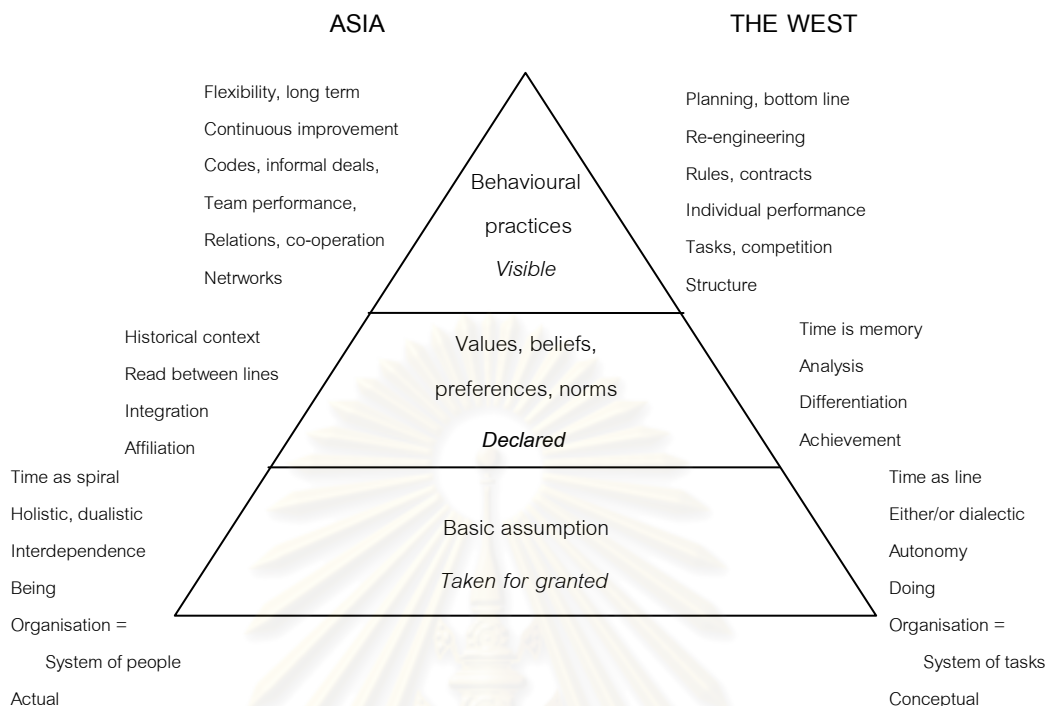 ASIA
THE WEST
Flexibility, long term
Continuous improvement
Codes, informal deals,
Team performance,
Relations, co-operation
Netrworks
Planning, bottom line
Re-engineering
Rules, contracts
Individual performance
Tasks, competition
Structure
Behavioural
practices
Visible
Historical context
Read between lines
Integration
Affiliation
Values, beliefs,
preferences, norms
Declared
Time is memory
Analysis
Differentiation
Achievement
Time as spiral
Holistic, dualistic
Interdependence
Being
Organisation =
System of people
Actual
Basic assumption
Taken for granted
Time as line
Either/or dialectic
Autonomy
Doing
Organisation =
System of tasks
Conceptual